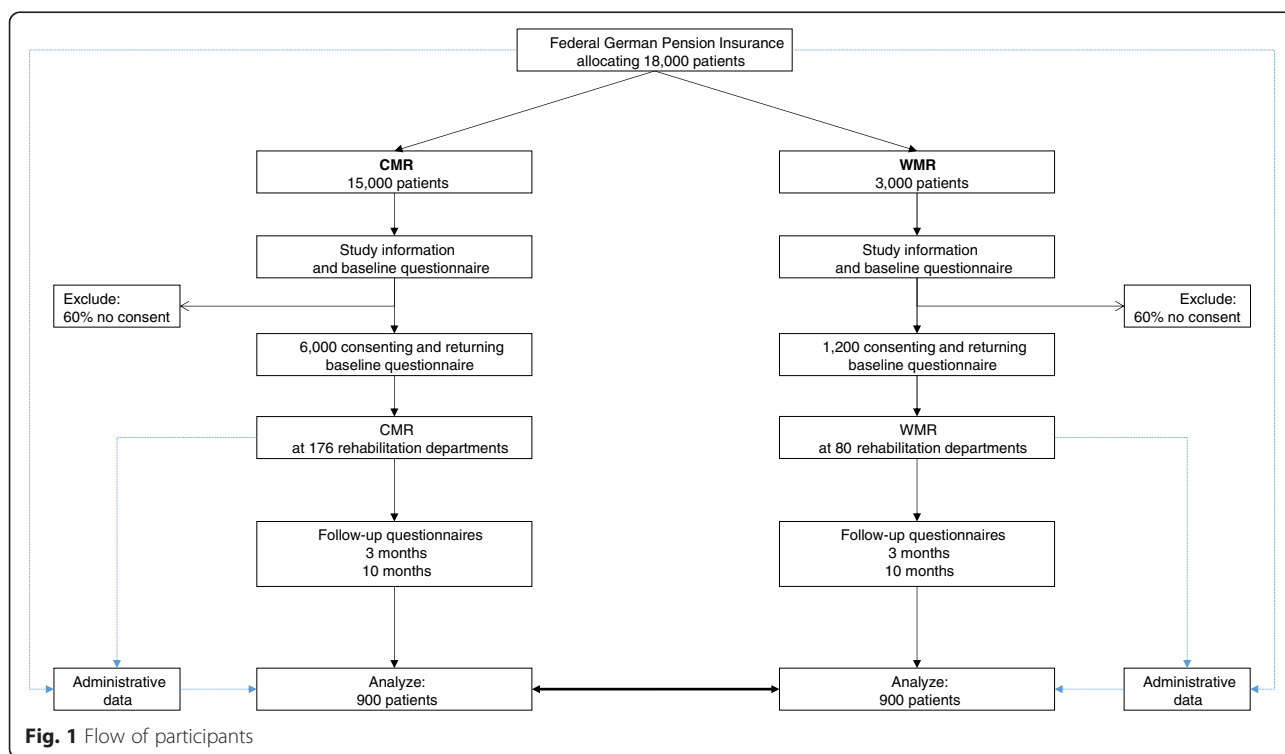 Federal German Pension Insurance
allocating 18,000 patients
CMR
15,000 patients
WMR
3,000 patients
Study information
and baseline questionnaire
Study information
and baseline questionnaire
Exclude:
60% no consent
Exclude:
60% no consent
6,000 consenting and returning
baseline questionnaire
1,200 consenting and returning
baseline questionnaire
CMR
at 176 rehabilitation departments
WMR
at 80 rehabilitation departments
Follow-up questionnaires
3 months
10 months
Follow-up questionnaires
3 months
10 months
Administrative
data
Analyze:
900 patients
Analyze:
900 patients
Administrative
data
Fig. 1 Flow of participants